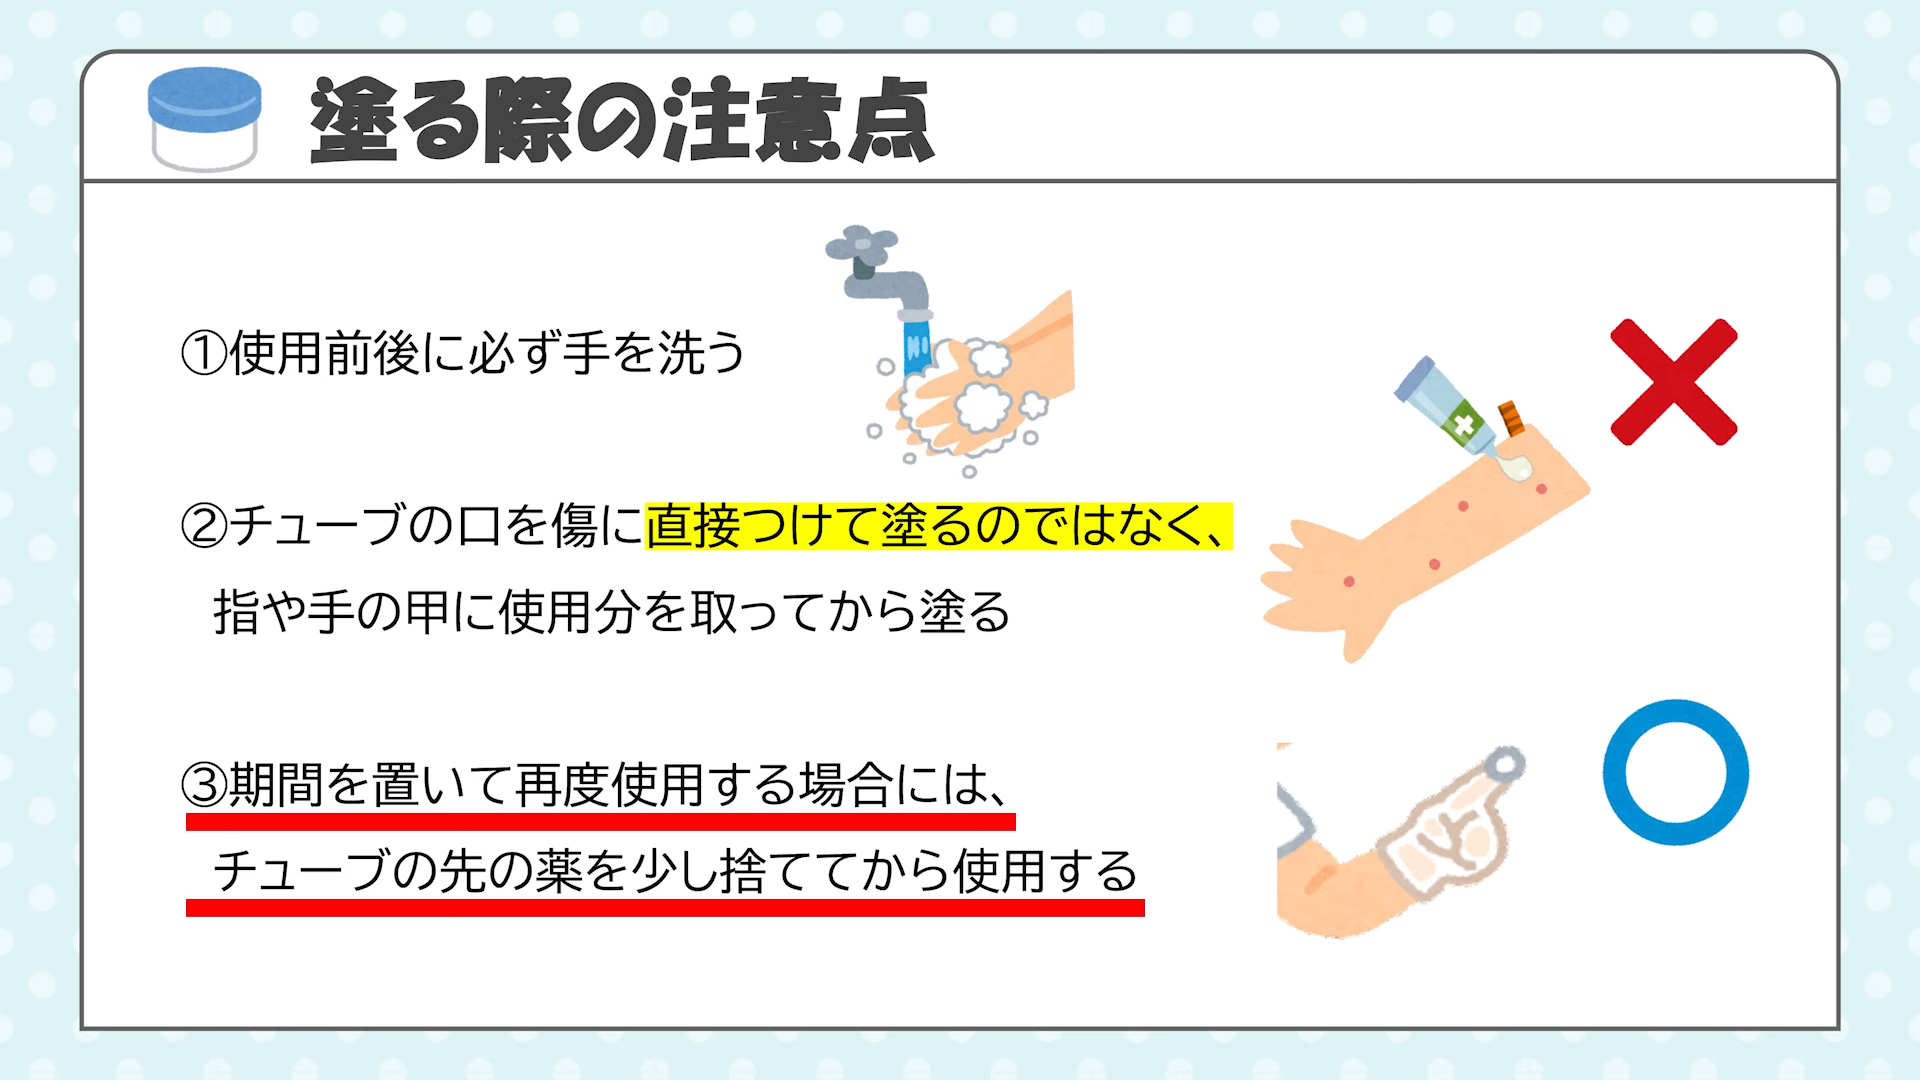 塗る際の注意点
①使用前後に必ず手を洗う
②チューブの口を傷に直接つけて塗るのではなく、
指や手の甲に使用分を取ってから塗る
③期間を置いて再度使用する場合には、
チューブの先の薬を少し捨ててから使用する